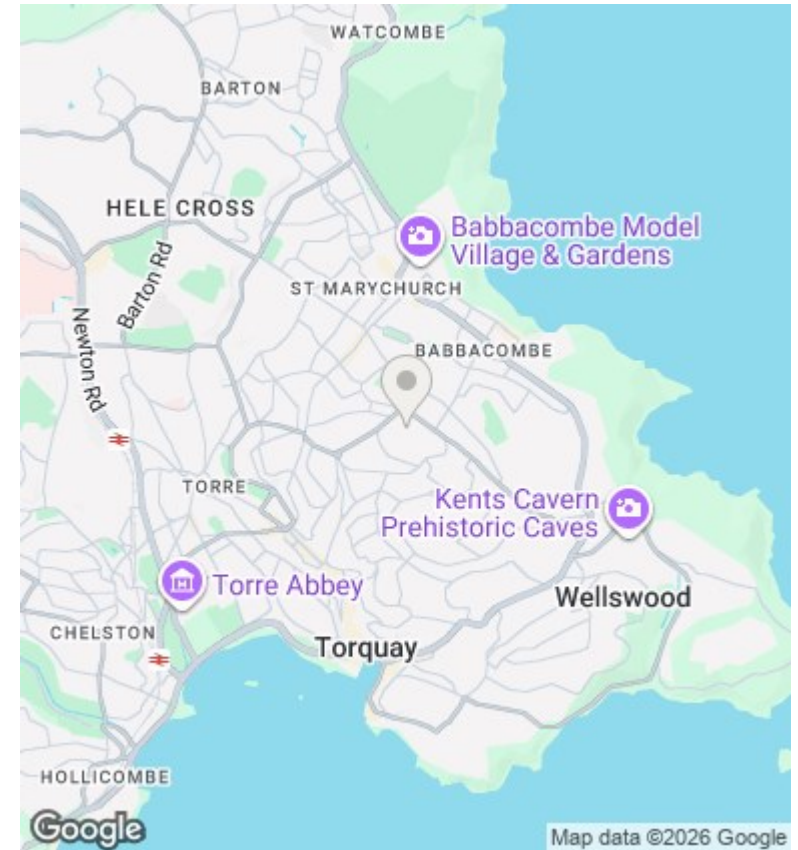 WATCOMBE
BARTON
HELE CROSS
Barton Rd
Babbacombe Model
Village & Gardens
ST MARYCHURCH
Newton Rd
BABBACOMBE
TORRE
Kents Cavern
Prehistoric Caves
Torre Abbey
Wellswood
CHELSTON
Torquay
HOLLICOMBE
Google
Map data ©2026 Google